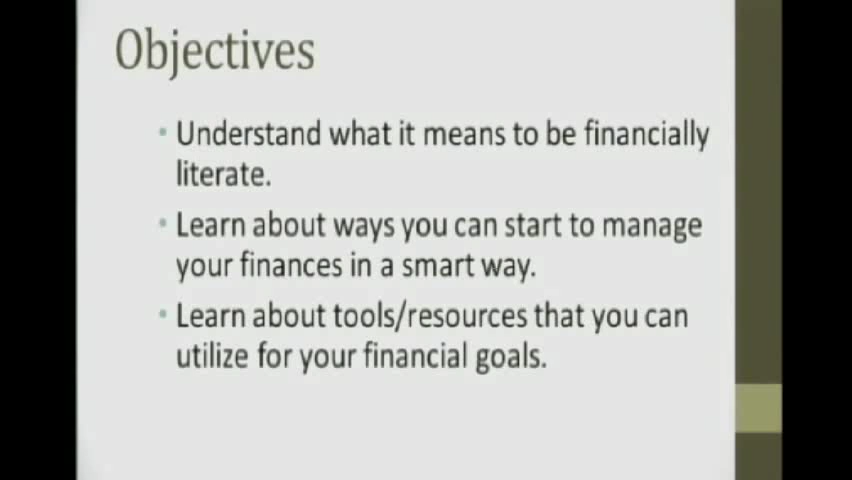 Objectives
• Understand what it means to be financially
literate.
• Learn about ways you can start to manage
your finances in a smart way.
• Learn about tools/resources that you can
utilize for your financial goals.